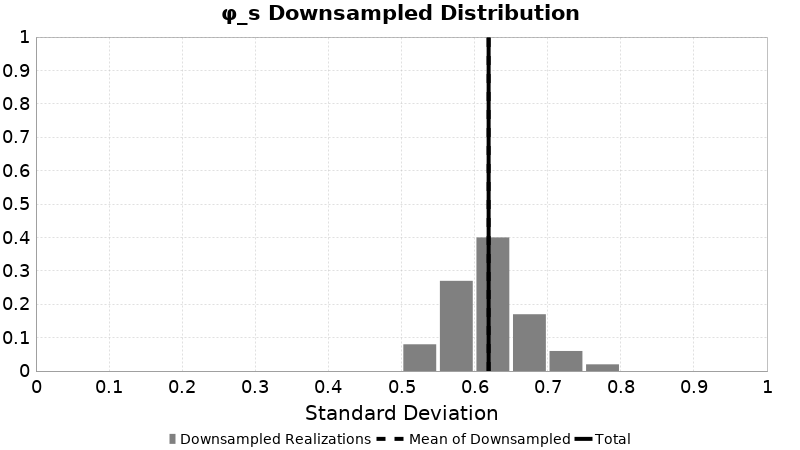 φ_s Downsampled Distribution
1
0.9
0.8
0.7
0.6
0.5
0.4
0.3
0.2
0.1
0
0 0.1 0.2 0.3 0.4 0.5 0.6 0.7 0.8 0.9 1
Standard Deviation
Downsampled Realizations Mean of Downsampled Total